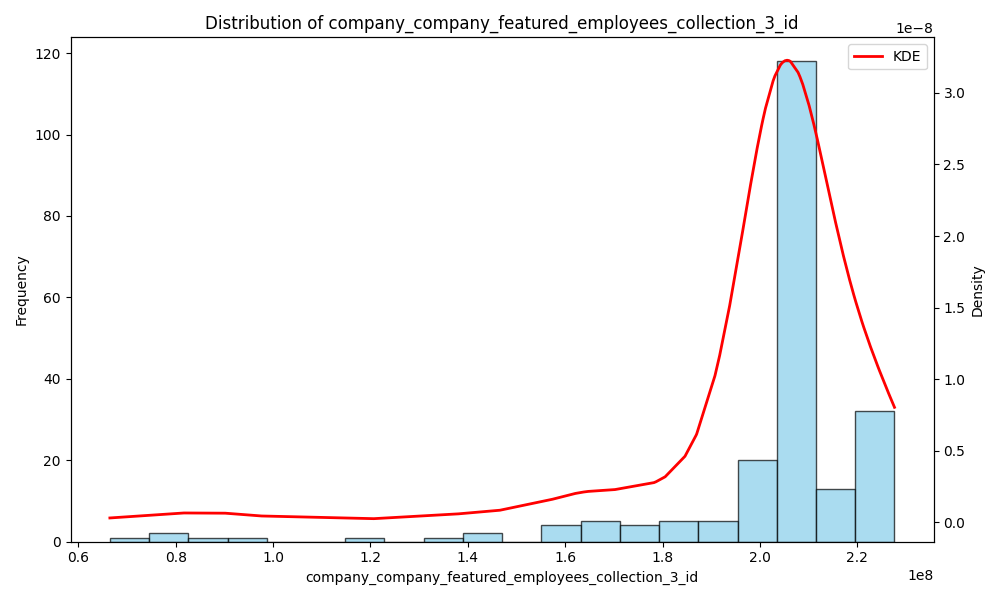 Distribution of company_company_featured_employees_collection_3_id
1e−8
KDE
120
100
80
60
40
20
0
Frequency
3.0
2.5
2.0
1.5
1.0
0.5
0.0
Density
0.6 0.8 1.0 1.2 1.4 1.6 1.8 2.0 2.2
1e8
company_company_featured_employees_collection_3_id